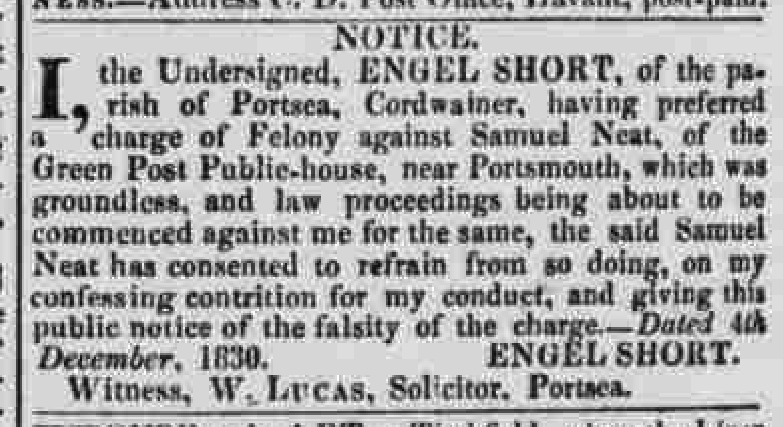 NESS.—Address C. D. Post Office, Havant, post-paid.
NOTICE.
I, the Undersigned, ENGEL SHORT, of the pa-
rish of Portsea, Cordwainer, having preferred
a charge of Felony against Samuel Neat, of the
Green Post Public-house, near Portsmouth, which was
groundless, and law proceedings being about to be
commenced against me for the same, the said Samuel
Neat has consented to refrain from so doing, on my
confessing contrition for my conduct, and giving this
public notice of the falsity of the charge.—Dated 4th
December, 1830. ENGEL SHORT.
Witness, W. LUCAS, Solicitor, Portsea.